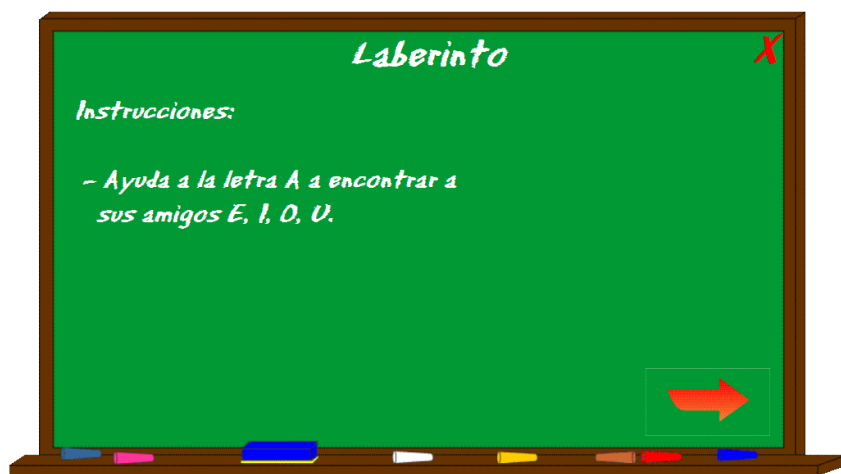 Laberinto
X
Instrucciones:
- Ayuda a la letra A a encontrar a
sus amigos E, I, O, U.